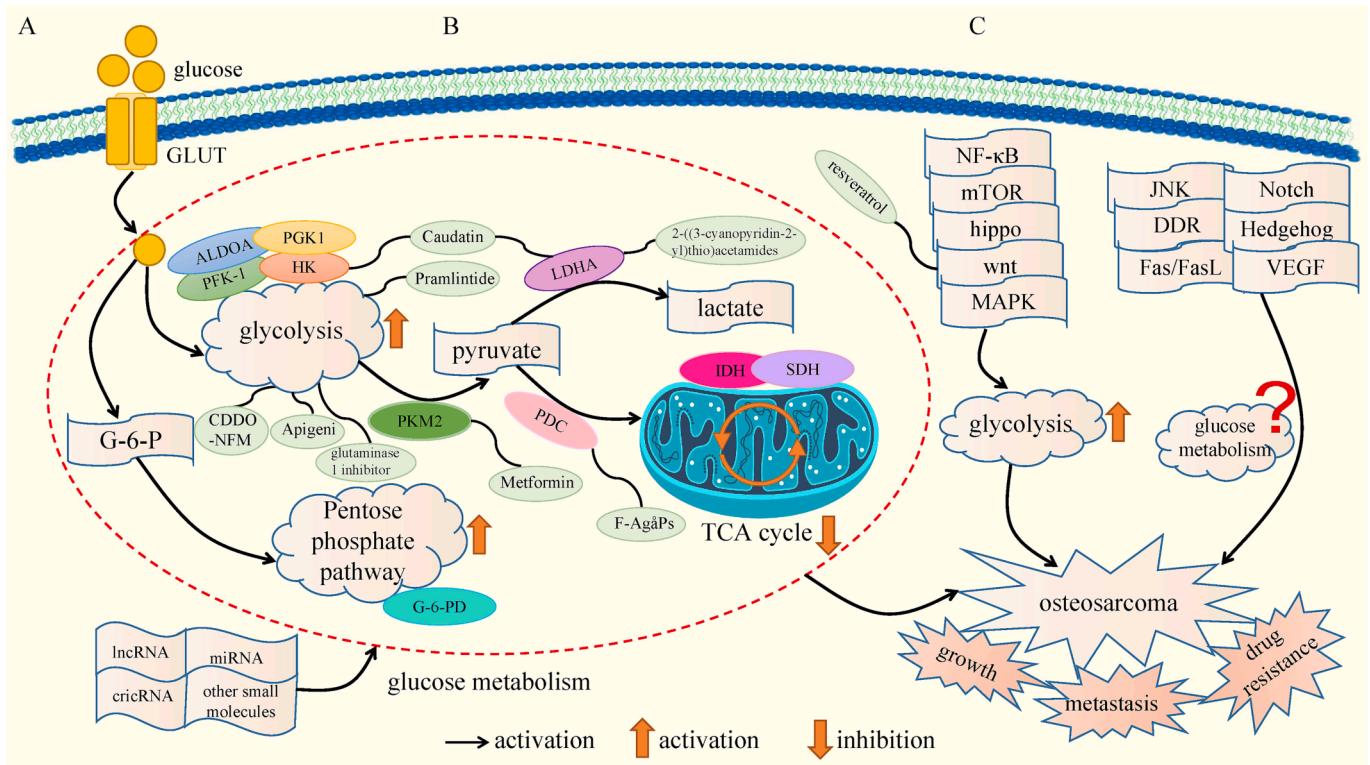 A
B
C
glucose
GLUT
ALDOA
PGK1
PFK-1
HK
Caudatin
Pramlintide
LDHA
2-((3-cyanopyridin-2-
yl)thio)acetamides
glycolysis
pyruvate
lactate
IDH
SDH
PKM2
PDC
G-6-P
CDDO
-NFM
Apigeni
glutaminase
1 inhibitor
Metformin
F-AgåPs
TCA cycle
Pentose
phosphate
pathway
G-6-PD
lncRNA
miRNA
cricRNA
other small
molecules
glucose metabolism
resveratrol
NF-κB
mTOR
hippo
wnt
MAPK
JNK
Notch
DDR
Hedgehog
Fas/FasL
VEGF
glycolysis
?
glucose
metabolism
osteosarcoma
growth
metastasis
drug
resistance
activation
activation
inhibition